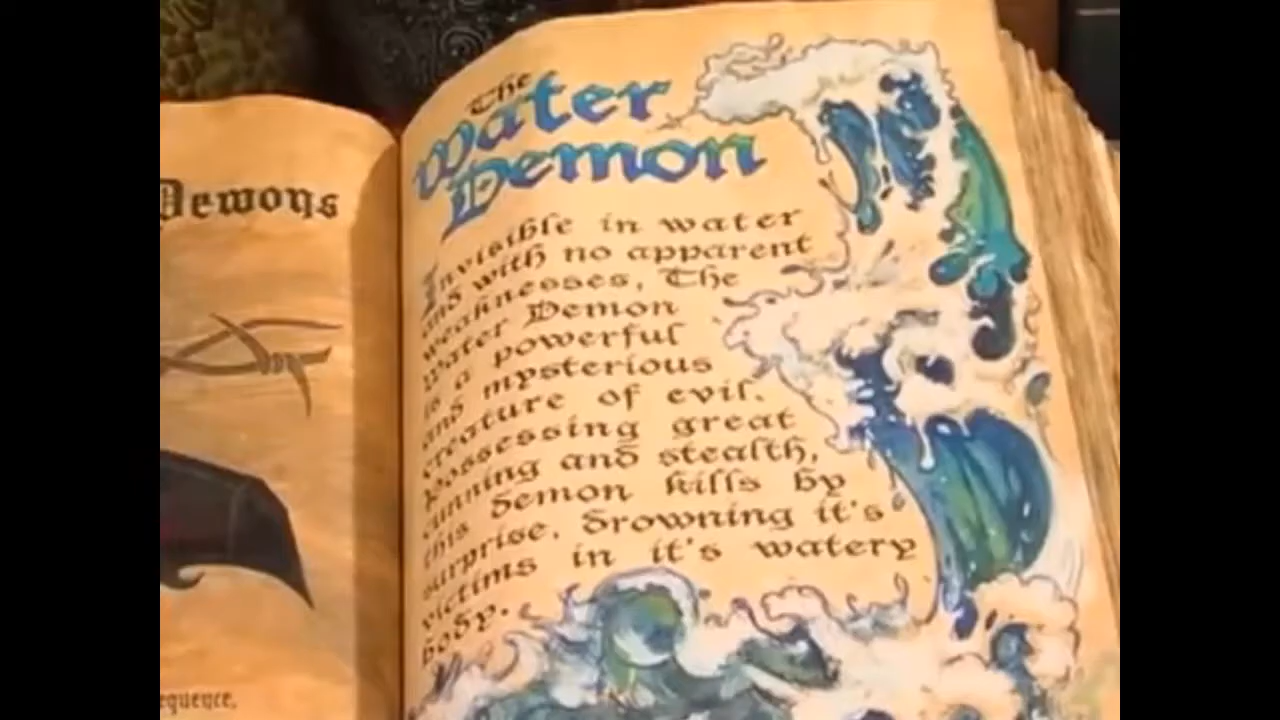 Demons
equence,
The
Water
Demon
Invisible in water
and with no apparent
weaknesses, The
Water Demon
is a powerful
and mysterious
creature of evil.
Possessing great
cunning and stealth,
this demon kills by
surprise, drowning it's
victims in it's watery
body.